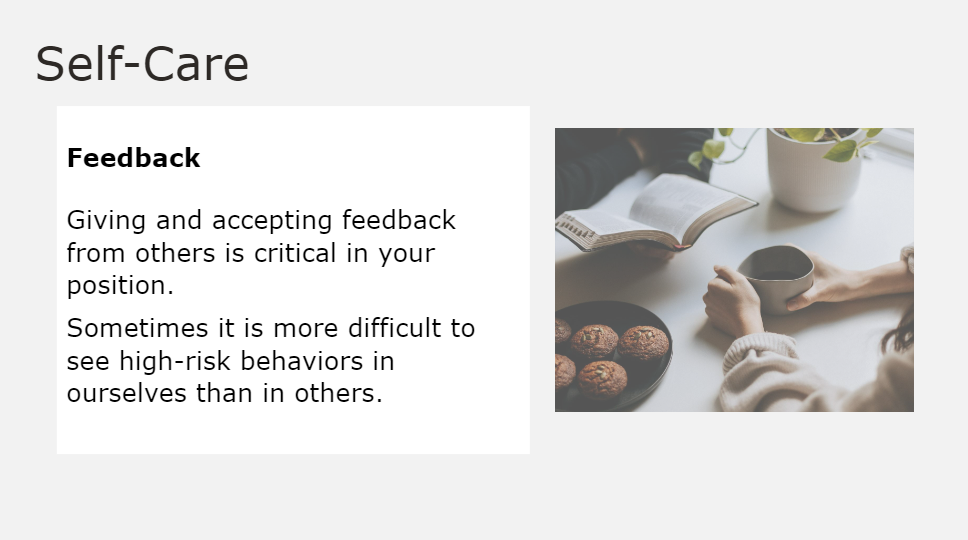 Self-Care
Feedback
Giving and accepting feedback
from others is critical in your
position.
Sometimes it is more difficult to
see high-risk behaviors in
ourselves than in others.